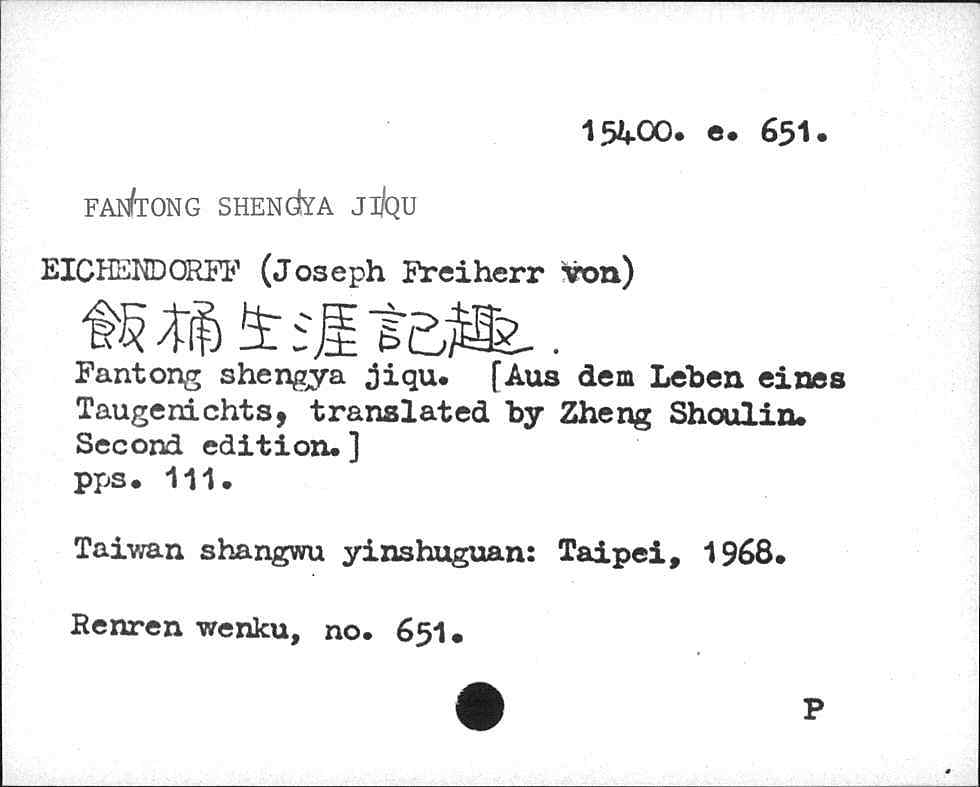 15400. e. 651.
FAN/TONG SHENG/YA JI/QU
EICHENDORFF (Joseph Freiherr von)
飯桶生涯記趣.
Fantong shengya jiqu. [Aus dem Leben eines
Taugenichts, translated by Zheng Shoulin.
Second edition.]
pps. 111.
Taiwan shangwu yinshuguan: Taipei, 1968.
Renren wenku, no. 651.
P